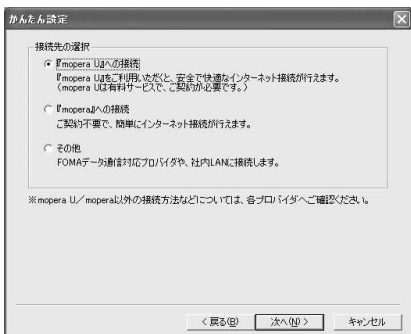 かんたん設定
接続先の選択
『mopera U』への接続
『mopera U』をご利用いただくと、安全で快適なインターネット接続が行えます。
(mopera Uは有料サービスで、ご契約が必要です。)
『mopera』への接続
ご契約不要で、簡単にインターネット接続が行えます。
その他
FOMAデータ通信対応プロバイダや、社内LANに接続します。
※mopera U／mopera以外の接続方法などについては、各プロバイダへご確認ください。
< 戻る(B)
次へ(N) >
キャンセル